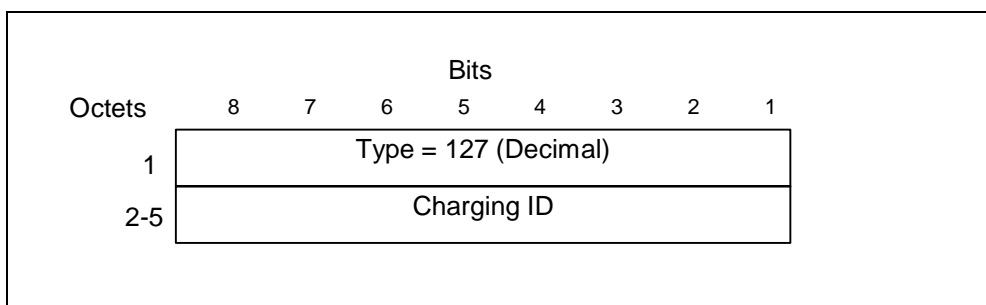 Bits
Octets 8 7 6 5 4 3 2 1
1 Type = 127 (Decimal)
2-5 Charging ID